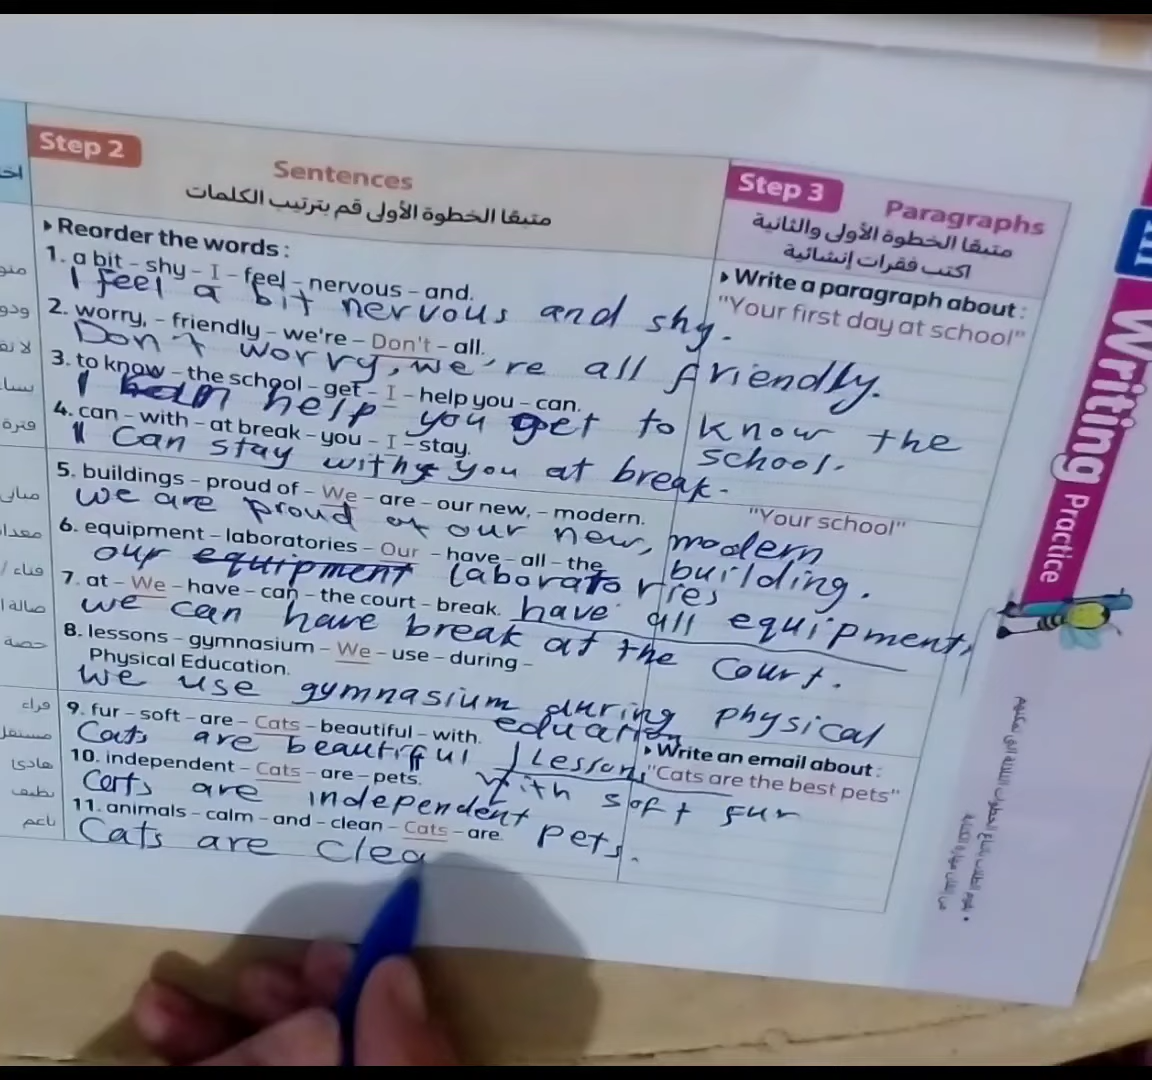 Step 2
Sentences
متبعًا الخطوة الأولى قم بترتيب الكلمات
▸ Reorder the words :
1. a bit – shy – I – feel – nervous – and.
I feel a bit nervous and shy.
2. worry, – friendly – we're – Don't – all.
Don't worry, we're all friendly.
3. to know – the school – get – I – help you – can.
I can help you get to know the
school.
4. can – with – at break – you – I – stay.
I can stay with you at break.
5. buildings – proud of – We – are – our new, – modern.
we are proud of our new, modern
building.
6. equipment – laboratories – Our – have – all – the
our equipment laboratories
have all equipment.
7. at – We – have – can – the court – break.
we can have break at the court.
8. lessons – gymnasium – We – use – during –
Physical Education.
we use gymnasium during physical
lessons
9. fur – soft – are – Cats – beautiful – with.
Cats are beautiful
with soft fur
10. independent – Cats – are – pets.
Cats are independent pets.
11. animals – calm – and – clean – Cats – are.
Cats are clea
Step 3
Paragraphs
متبعًا الخطوة الأولى والثانية
اكتب فقرات إنشائية
▸ Write a paragraph about :
"Your first day at school"
"Your school"
▸ Write an email about :
"Cats are the best pets"
Writing Practice
فترة
حصة
فراء
هادئ
نظيف
ناعم